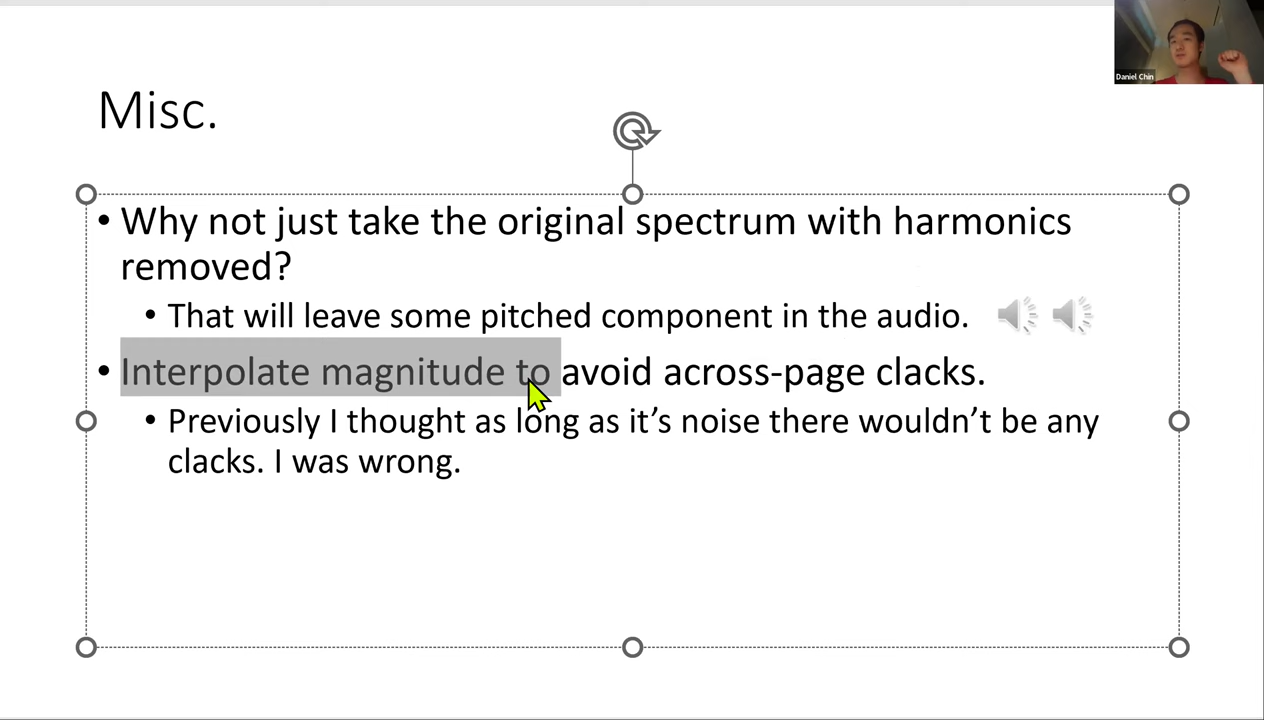 Daniel Chin
Misc.
• Why not just take the original spectrum with harmonics
removed?
• That will leave some pitched component in the audio.
• Interpolate magnitude to avoid across-page clacks.
• Previously I thought as long as it’s noise there wouldn’t be any
clacks. I was wrong.